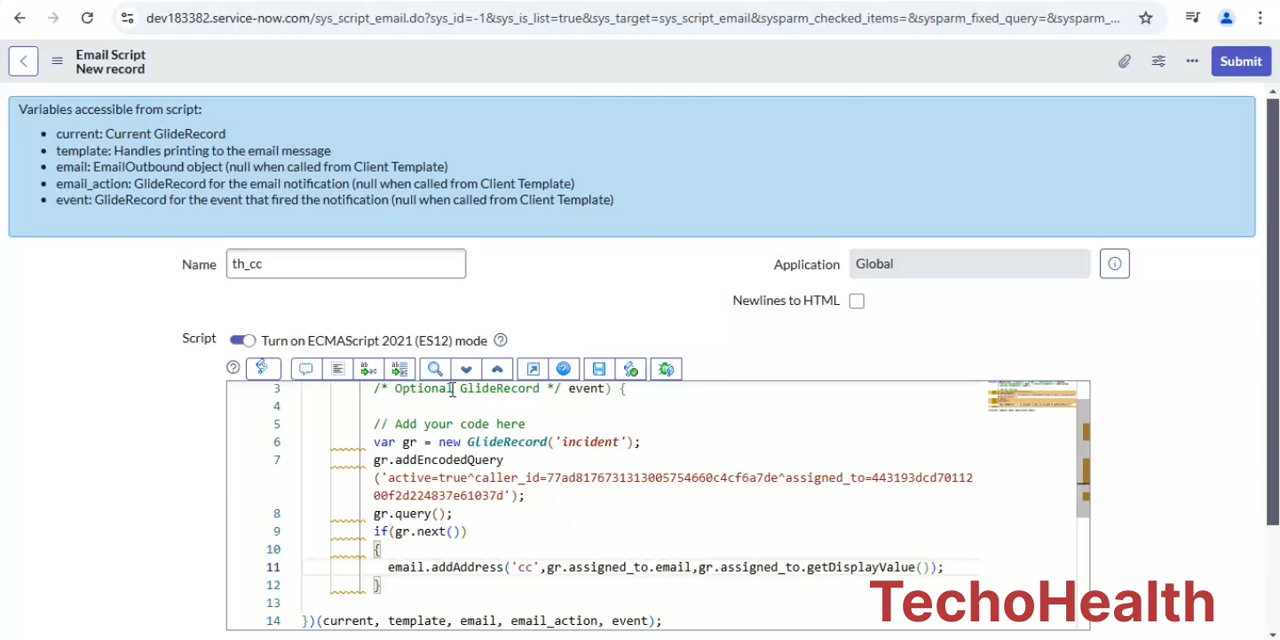 dev183382.service-now.com/sys_script_email.do?sys_id=-1&sys_is_list=true&sys_target=sys_script_email&sysparm_checked_items=&sysparm_fixed_query=&sysparm_...
Email Script
New record
Submit
Variables accessible from script:
• current: Current GlideRecord
• template: Handles printing to the email message
• email: EmailOutbound object (null when called from Client Template)
• email_action: GlideRecord for the email notification (null when called from Client Template)
• event: GlideRecord for the event that fired the notification (null when called from Client Template)
Name th_cc Application Global
Newlines to HTML
Script Turn on ECMAScript 2021 (ES12) mode
3 /* Optional GlideRecord */ event) {
4
5 // Add your code here
6 var gr = new GlideRecord('incident');
7 gr.addEncodedQuery
('active=true^caller_id=77ad8176731313005754660c4cf6a7de^assigned_to=443193dcd70112
00f2d224837e61037d');
8 gr.query();
9 if(gr.next())
10 {
11 email.addAddress('cc',gr.assigned_to.email,gr.assigned_to.getDisplayValue());
12 }
13
14 })(current, template, email, email_action, event);
TechoHealth